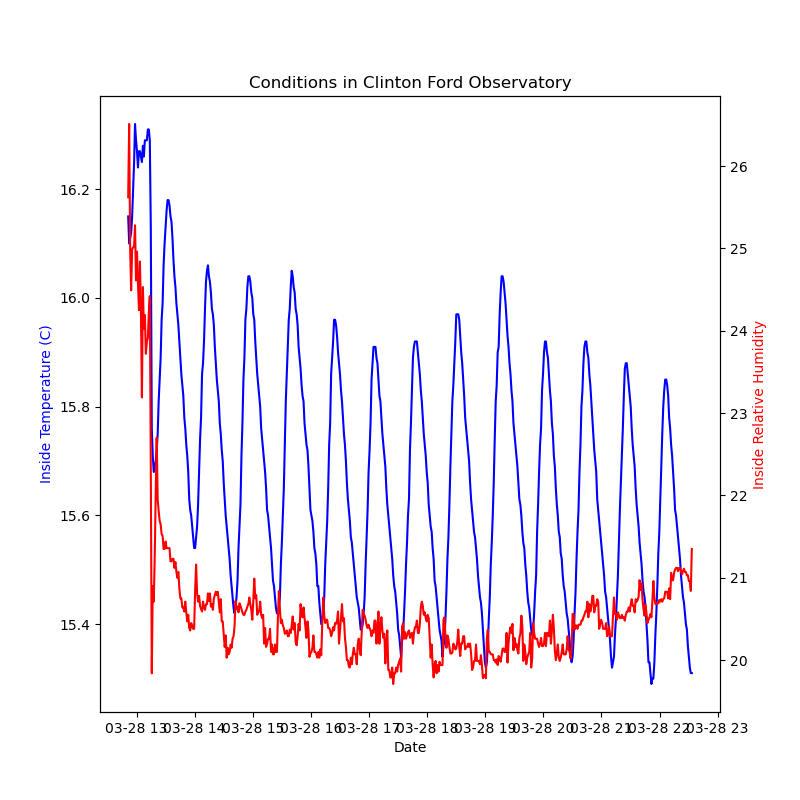 Conditions in Clinton Ford Observatory
16.2
16.0
15.8
15.6
15.4
Inside Temperature (C)
26
25
24
23
22
21
20
Inside Relative Humidity
03-28 13 03-28 14 03-28 15 03-28 16 03-28 17 03-28 18 03-28 19 03-28 20 03-28 21 03-28 22 03-28 23
Date